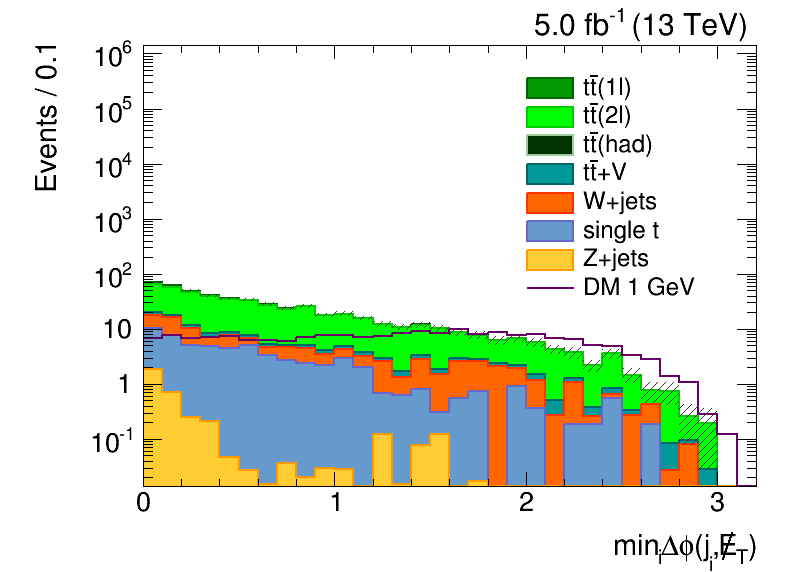 5.0 fb⁻¹ (13 TeV)
Events / 0.1
10⁶
10⁵
10⁴
10³
10²
10
1
10⁻¹
tt̄(1l)
tt̄(2l)
tt̄(had)
tt̄+V
W+jets
single t
Z+jets
DM 1 GeV
0 1 2 3
minᵢΔϕ(jᵢ,E̸_T)